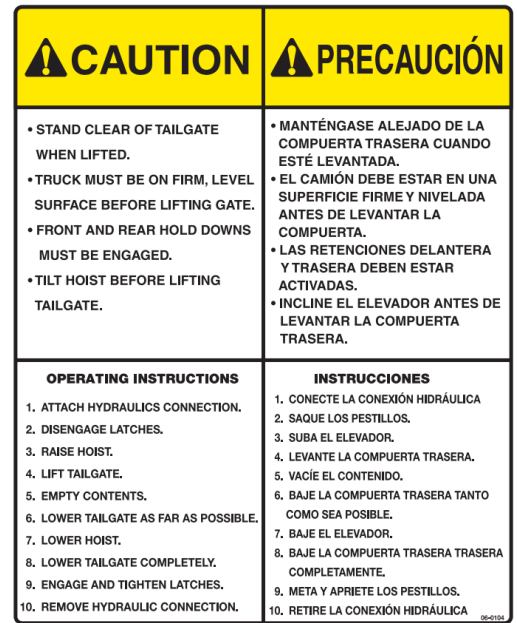 CAUTION
• STAND CLEAR OF TAILGATE
WHEN LIFTED.
• TRUCK MUST BE ON FIRM, LEVEL
SURFACE BEFORE LIFTING GATE.
• FRONT AND REAR HOLD DOWNS
MUST BE ENGAGED.
• TILT HOIST BEFORE LIFTING
TAILGATE.
PRECAUCIÓN
• MANTÉNGASE ALEJADO DE LA
COMPUERTA TRASERA CUANDO
ESTÉ LEVANTADA.
• EL CAMIÓN DEBE ESTAR EN UNA
SUPERFICIE FIRME Y NIVELADA
ANTES DE LEVANTAR LA
COMPUERTA.
• LAS RETENCIONES DELANTERA
Y TRASERA DEBEN ESTAR
ACTIVADAS.
• INCLINE EL ELEVADOR ANTES DE
LEVANTAR LA COMPUERTA
TRASERA.
OPERATING INSTRUCTIONS
1. ATTACH HYDRAULICS CONNECTION.
2. DISENGAGE LATCHES.
3. RAISE HOIST.
4. LIFT TAILGATE.
5. EMPTY CONTENTS.
6. LOWER TAILGATE AS FAR AS POSSIBLE.
7. LOWER HOIST.
8. LOWER TAILGATE COMPLETELY.
9. ENGAGE AND TIGHTEN LATCHES.
10. REMOVE HYDRAULIC CONNECTION.
INSTRUCCIONES
1. CONECTE LA CONEXIÓN HIDRÁULICA
2. SAQUE LOS PESTILLOS.
3. SUBA EL ELEVADOR.
4. LEVANTE LA COMPUERTA TRASERA.
5. VACÍE EL CONTENIDO.
6. BAJE LA COMPUERTA TRASERA TANTO
COMO SEA POSIBLE.
7. BAJE EL ELEVADOR.
8. BAJE LA COMPUERTA TRASERA TRASERA
COMPLETAMENTE.
9. META Y APRIETE LOS PESTILLOS.
10. RETIRE LA CONEXIÓN HIDRÁULICA
06-0104